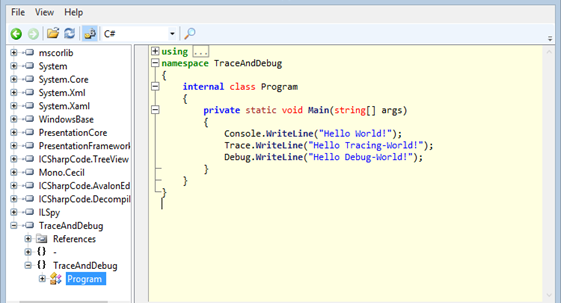 File View Help
C#
mscorlib
System
System.Core
System.Xml
System.Xaml
WindowsBase
PresentationCore
PresentationFramework
ICSharpCode.TreeView
Mono.Cecil
ICSharpCode.AvalonEd
ICSharpCode.Decompil
ILSpy
TraceAndDebug
References
{} -
{} TraceAndDebug
Program
using ...
namespace TraceAndDebug
{
internal class Program
{
private static void Main(string[] args)
{
Console.WriteLine("Hello World!");
Trace.WriteLine("Hello Tracing-World!");
Debug.WriteLine("Hello Debug-World!");
}
}
}